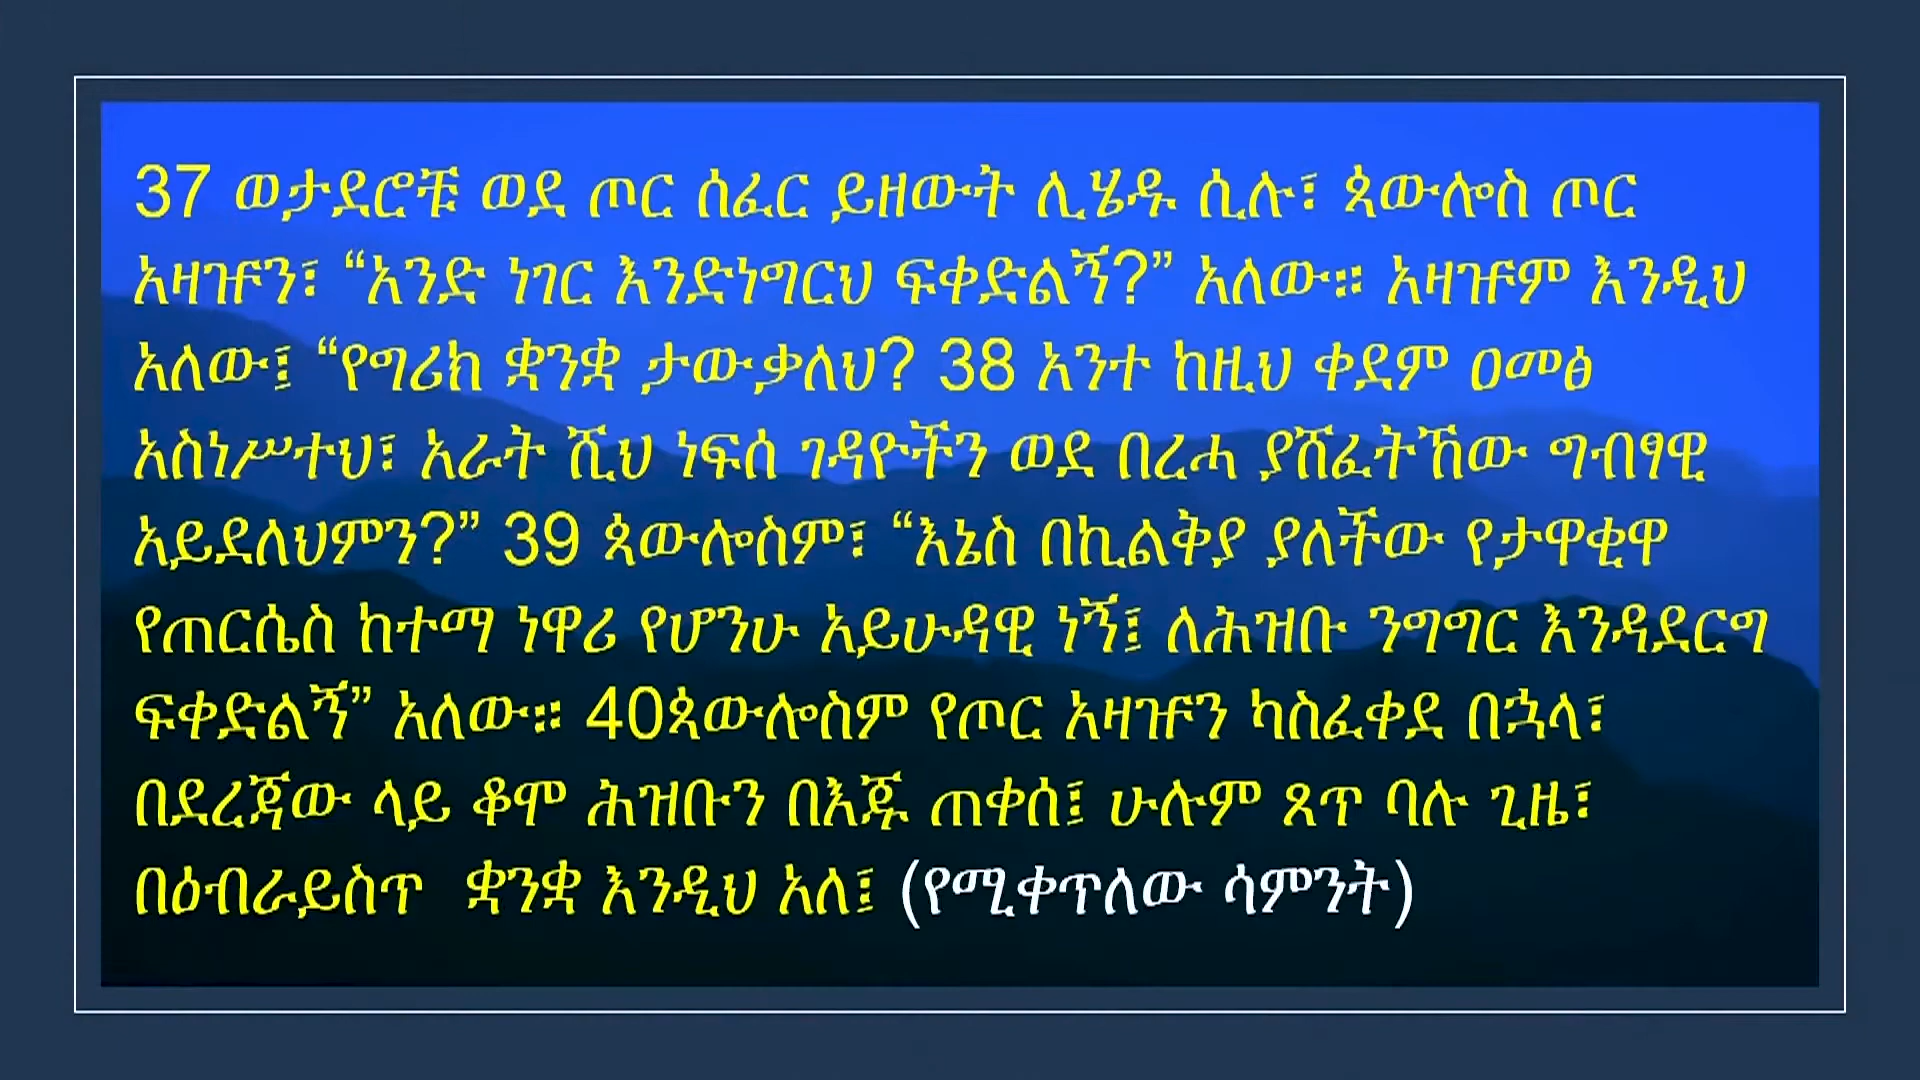 37 ወታደሮቹ ወደ ጦር ሰፈር ይዘውት ሊሄዱ ሲሉ፣ ጳውሎስ ጦር
አዛዡን፣ “አንድ ነገር እንድነግርህ ፍቀድልኝ?” አለው። አዛዡም እንዲህ
አለው፤ “የግሪክ ቋንቋ ታውቃለህ? 38 አንተ ከዚህ ቀደም ዐመፅ
አስነሥተህ፣ አራት ሺህ ነፍሰ ገዳዮችን ወደ በረሓ ያሸፈትኸው ግብፃዊ
አይደለህምን?” 39 ጳውሎስም፣ “እኔስ በኪልቅያ ያለችው የታዋቂዋ
የጠርሴስ ከተማ ነዋሪ የሆንሁ አይሁዳዊ ነኝ፤ ለሕዝቡ ንግግር እንዳደርግ
ፍቀድልኝ” አለው። 40ጳውሎስም የጦር አዛዡን ካስፈቀደ በኋላ፣
በደረጃው ላይ ቆሞ ሕዝቡን በእጁ ጠቀሰ፤ ሁሉም ጸጥ ባሉ ጊዜ፣
በዕብራይስጥ  ቋንቋ እንዲህ አለ፤ (የሚቀጥለው ሳምንት)